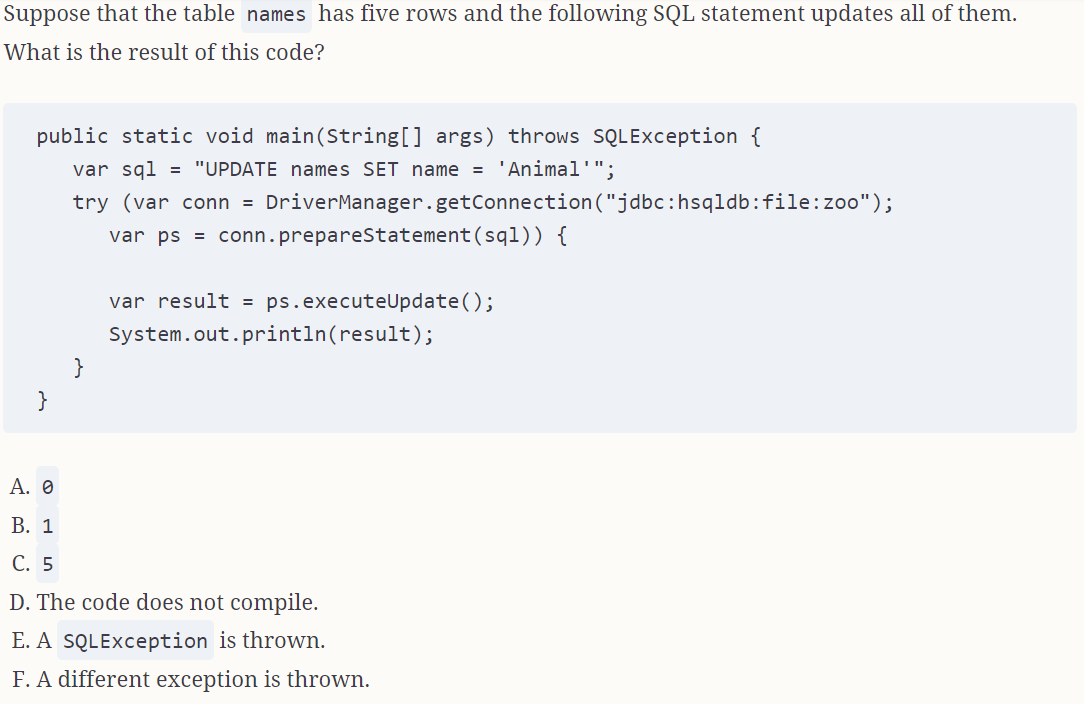 Suppose that the table names has five rows and the following SQL statement updates all of them.
What is the result of this code?
public static void main(String[] args) throws SQLException {
   var sql = "UPDATE names SET name = 'Animal'";
   try (var conn = DriverManager.getConnection("jdbc:hsqldb:file:zoo");
      var ps = conn.prepareStatement(sql)) {
      var result = ps.executeUpdate();
      System.out.println(result);
   }
}
A. 0
B. 1
C. 5
D. The code does not compile.
E. A SQLException is thrown.
F. A different exception is thrown.